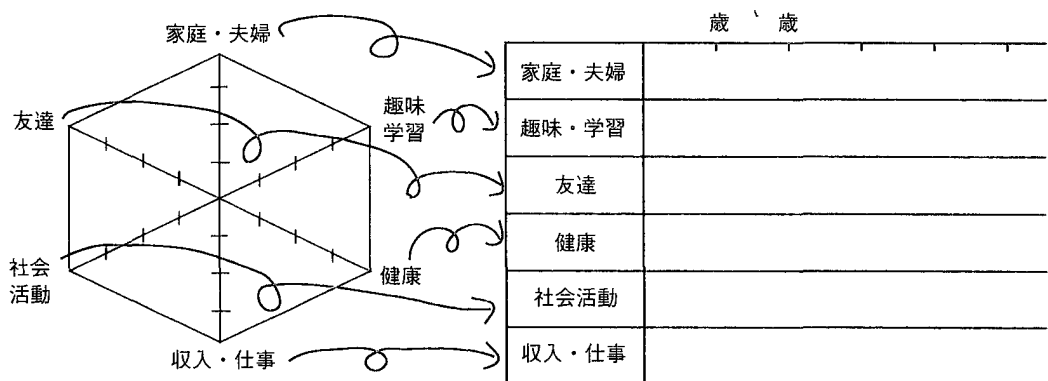 歳 歳
家庭・夫婦
友達
趣味
学習
社会
活動
健康
収入・仕事
家庭・夫婦
趣味・学習
友達
健康
社会活動
収入・仕事